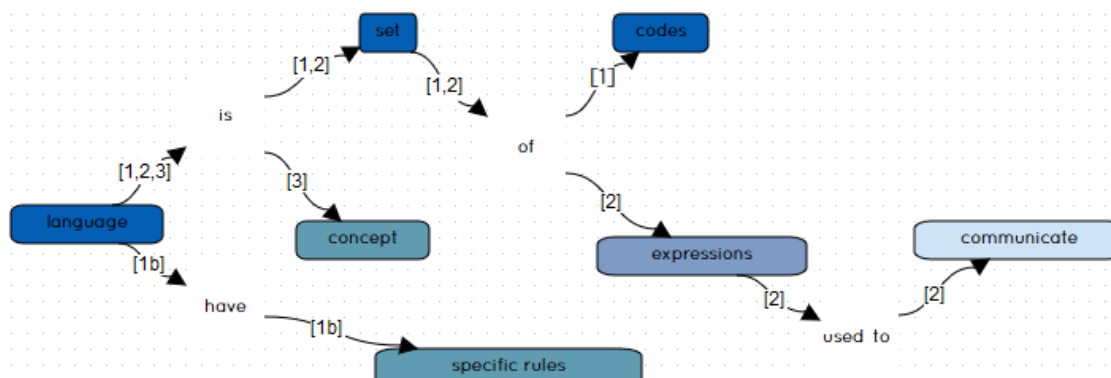 set
codes
[1,2]
[1,2]
[1]
is
of
[1,2,3]
[3]
[2]
language
concept
expressions
communicate
[1b]
[2]
[2]
have
[1b]
used to
specific rules